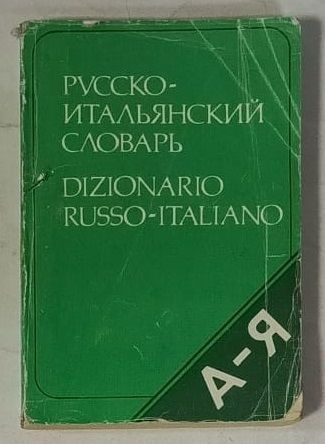 РУССКО-
ИТАЛЬЯНСКИЙ
СЛОВАРЬ
DIZIONARIO
RUSSO-ITALIANO
А-Я